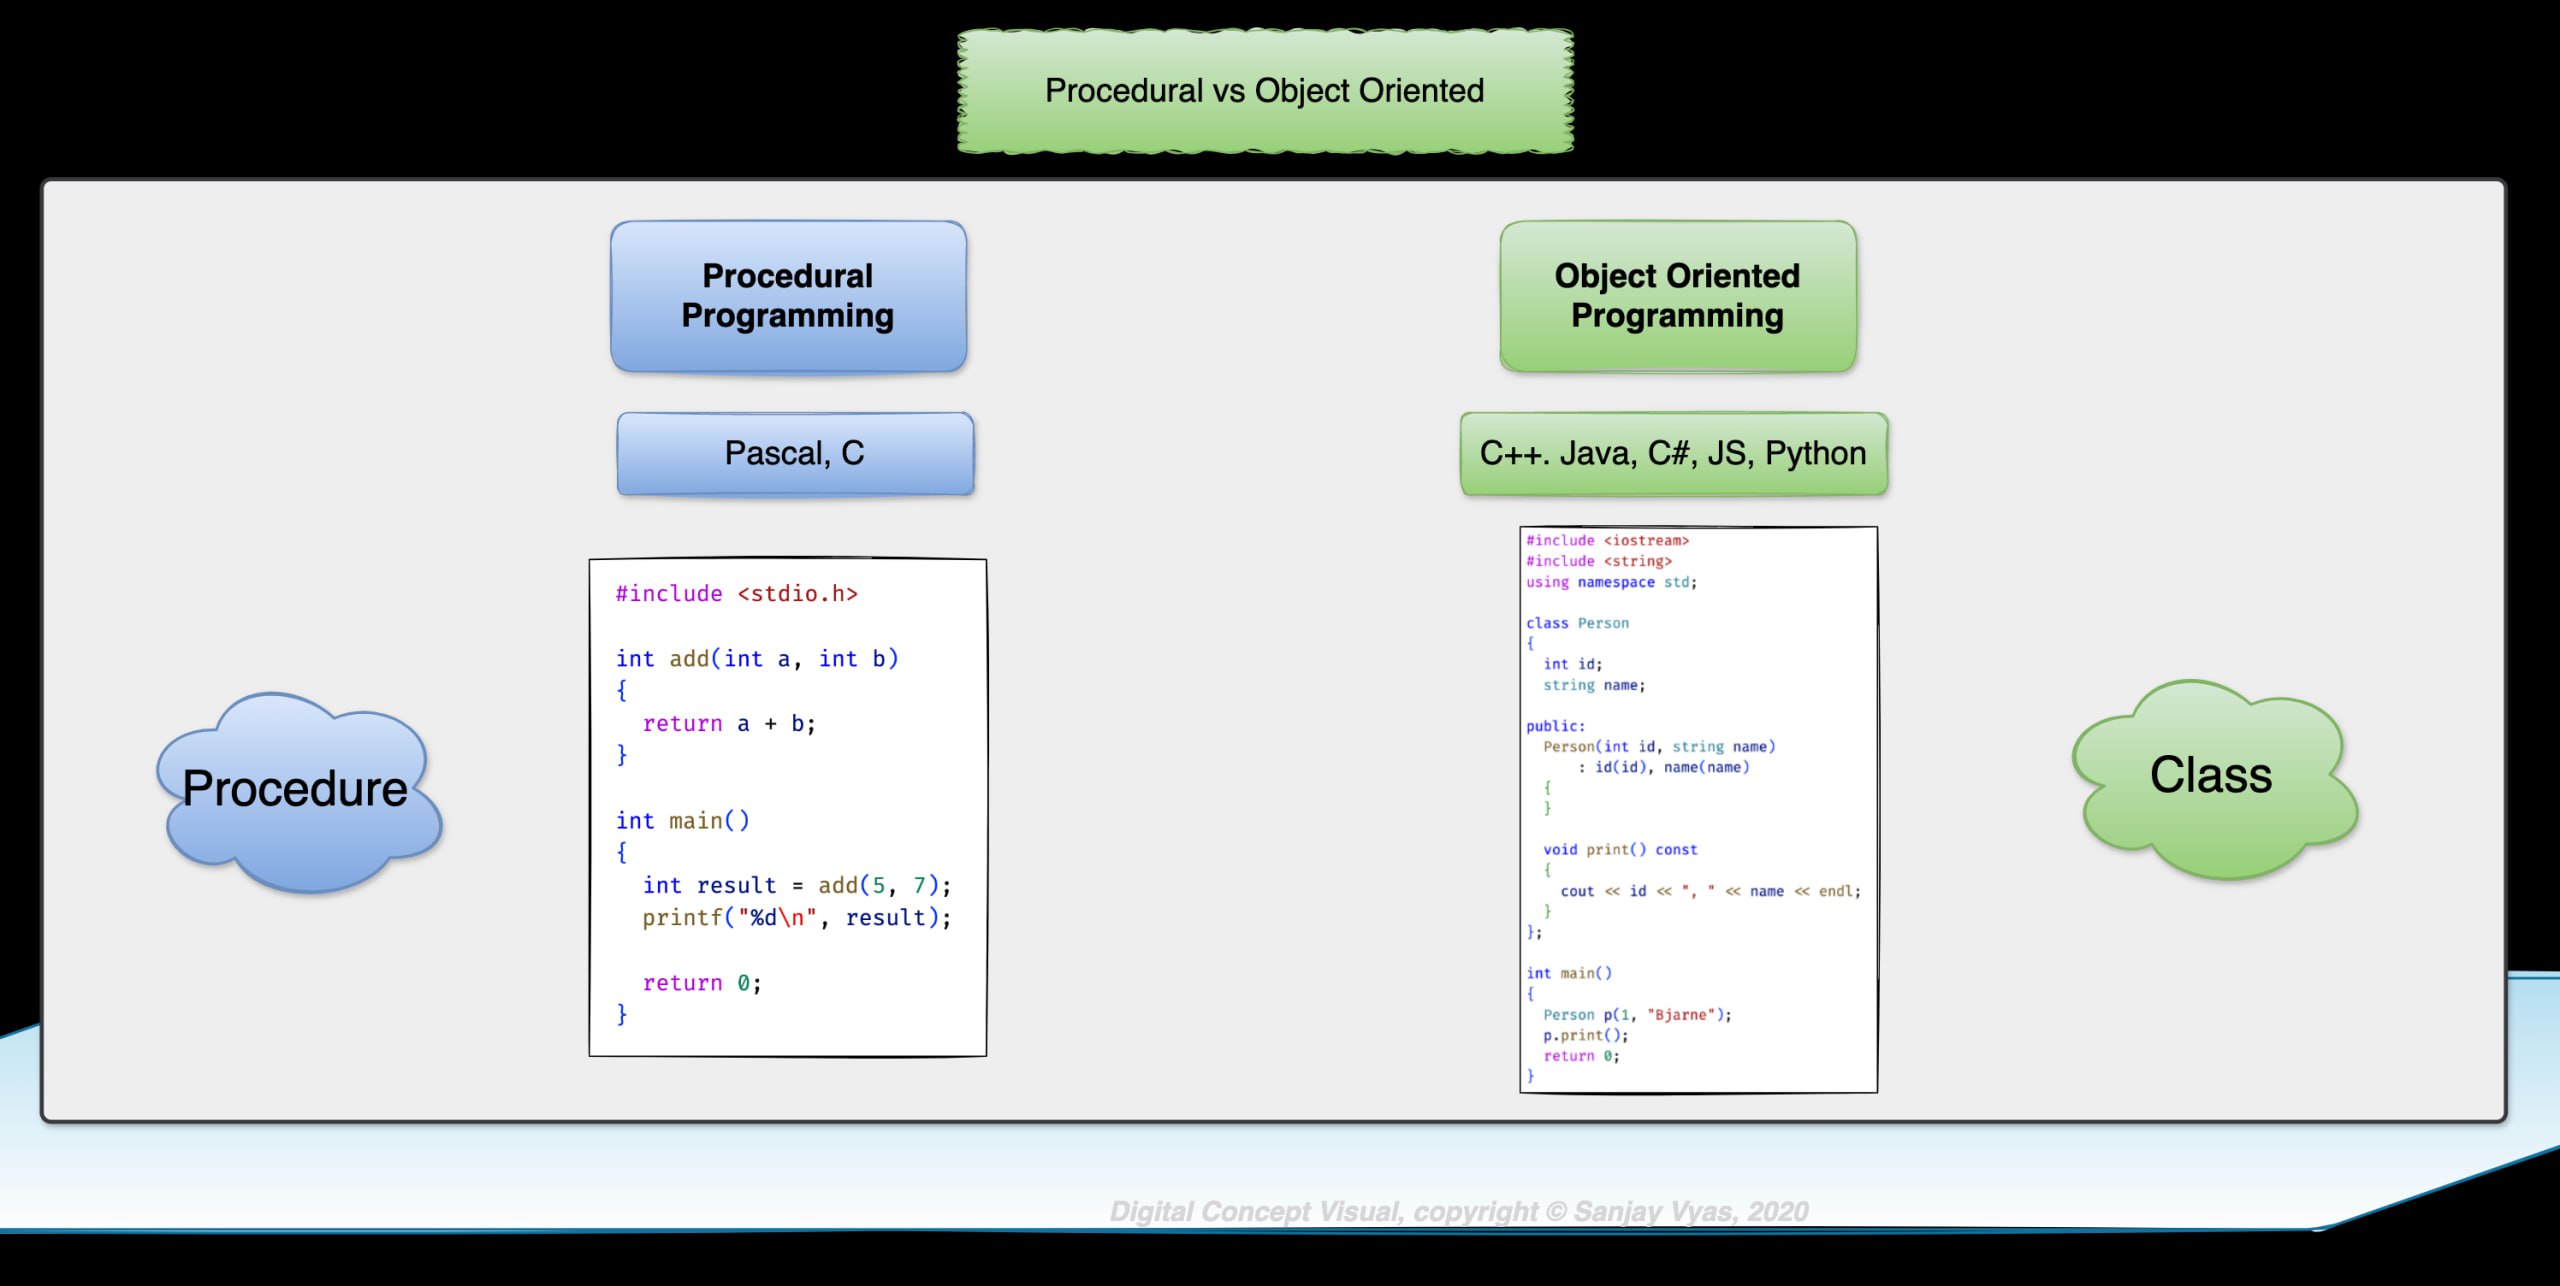 Procedural vs Object Oriented
Procedural
Programming
Pascal, C
Procedure
#include <stdio.h>
int add(int a, int b)
{
return a + b;
}
int main()
{
int result = add(5, 7);
printf("%d\n", result);
return 0;
}
Object Oriented
Programming
C++. Java, C#, JS, Python
#include <iostream>
#include <string>
using namespace std;
class Person
{
int id;
string name;
public:
Person(int id, string name)
: id(id), name(name)
{
}
void print() const
{
cout << id << ", " << name << endl;
}
};
int main()
{
Person p(1, "Bjarne");
p.print();
return 0;
}
Class
Digital Concept Visual, copyright © Sanjay Vyas, 2020